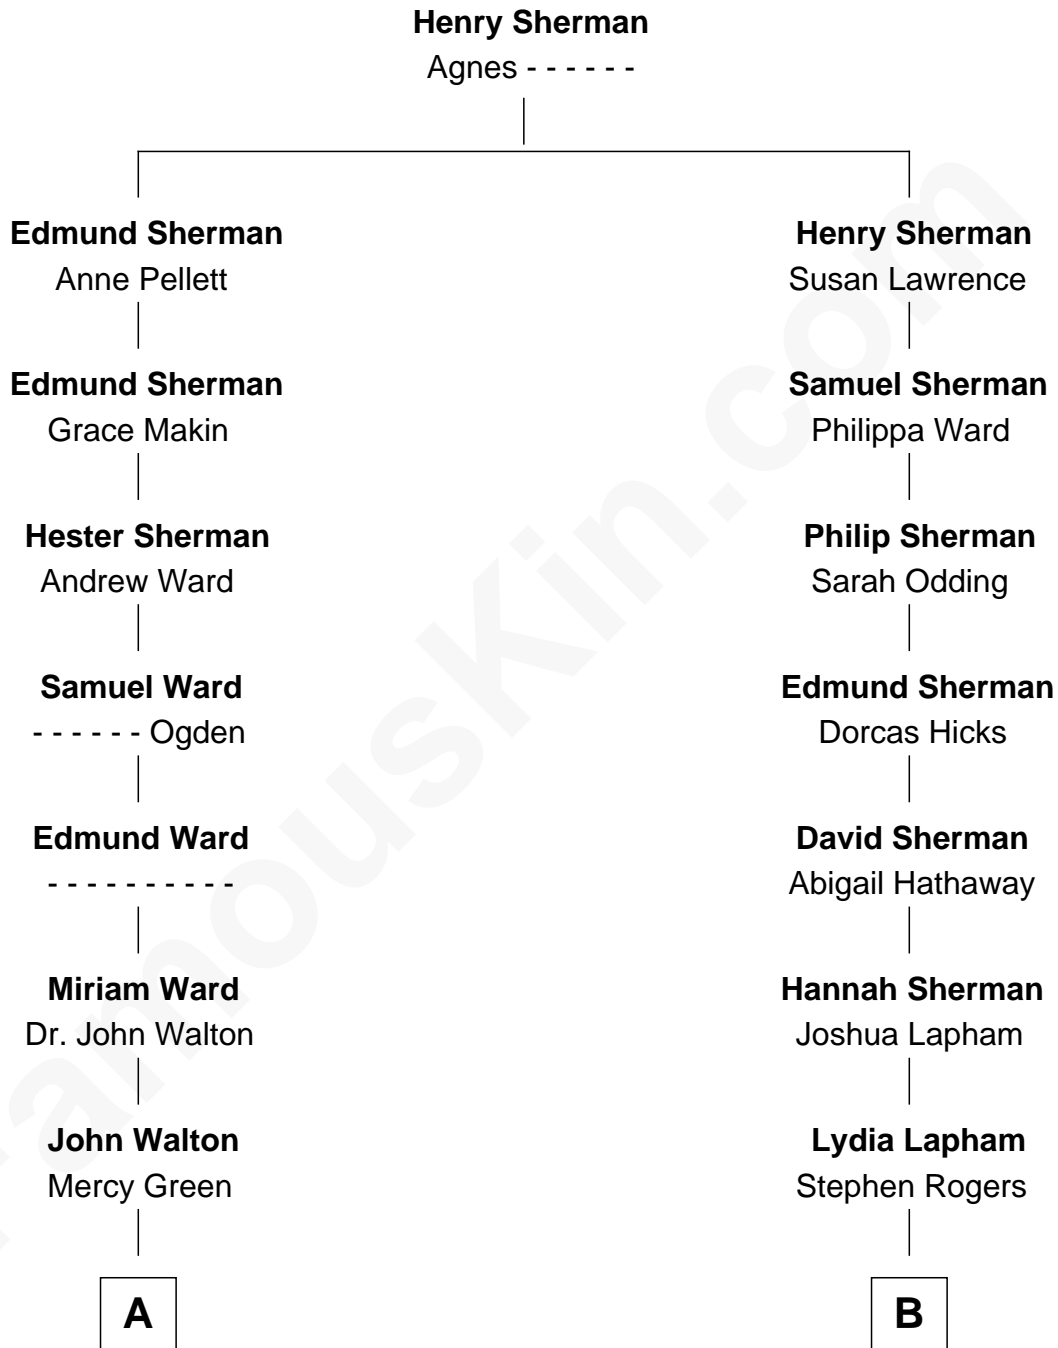 Henry Sherman
Agnes - - - - - -
Edmund Sherman
Anne Pellett
Henry Sherman
Susan Lawrence
Edmund Sherman
Grace Makin
Samuel Sherman
Philippa Ward
Hester Sherman
Andrew Ward
Philip Sherman
Sarah Odding
Samuel Ward
- - - - - - Ogden
Edmund Sherman
Dorcas Hicks
Edmund Ward
- - - - - - - - - -
David Sherman
Abigail Hathaway
Miriam Ward
Dr. John Walton
Hannah Sherman
Joshua Lapham
John Walton
Mercy Green
Lydia Lapham
Stephen Rogers
A
B
FamousKin.com